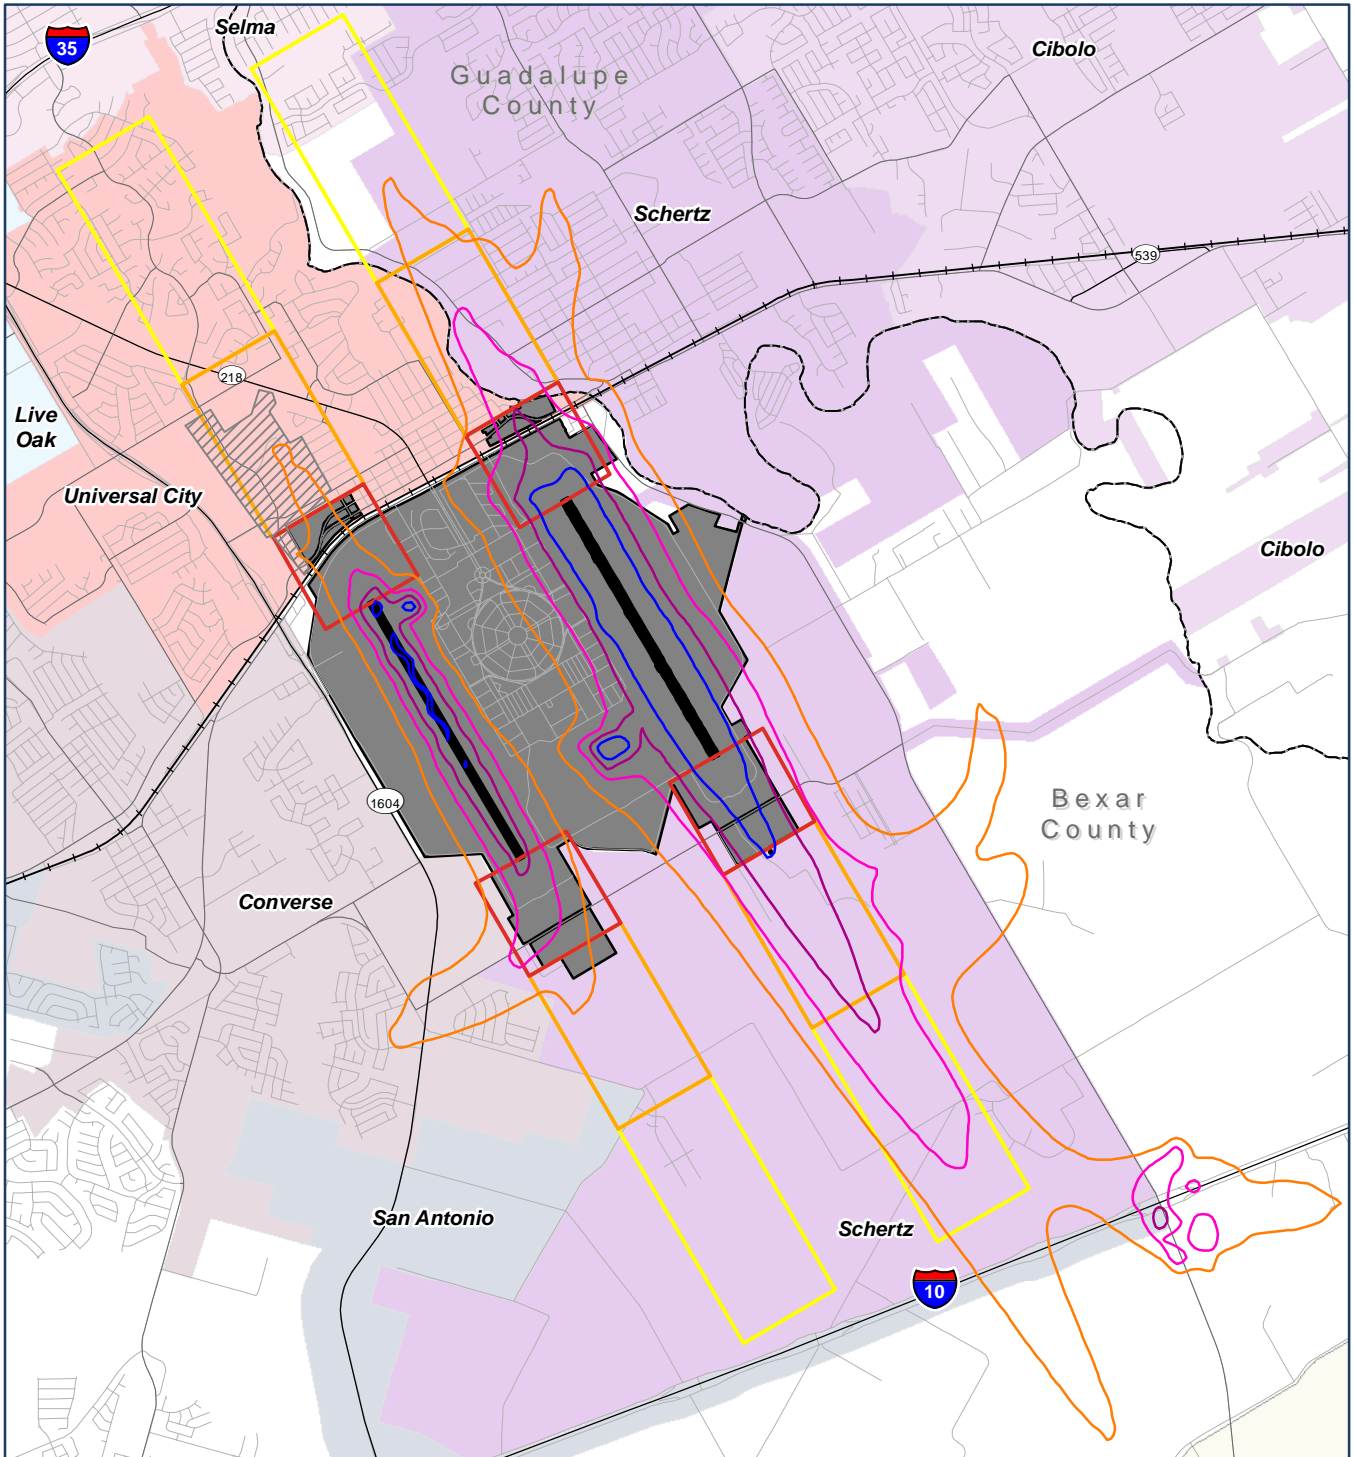 Selma
35
Cibolo
Guadalupe
County
Schertz
539
218
Live
Oak
Universal City
Cibolo
1604
Bexar
County
Converse
San Antonio
Schertz
10